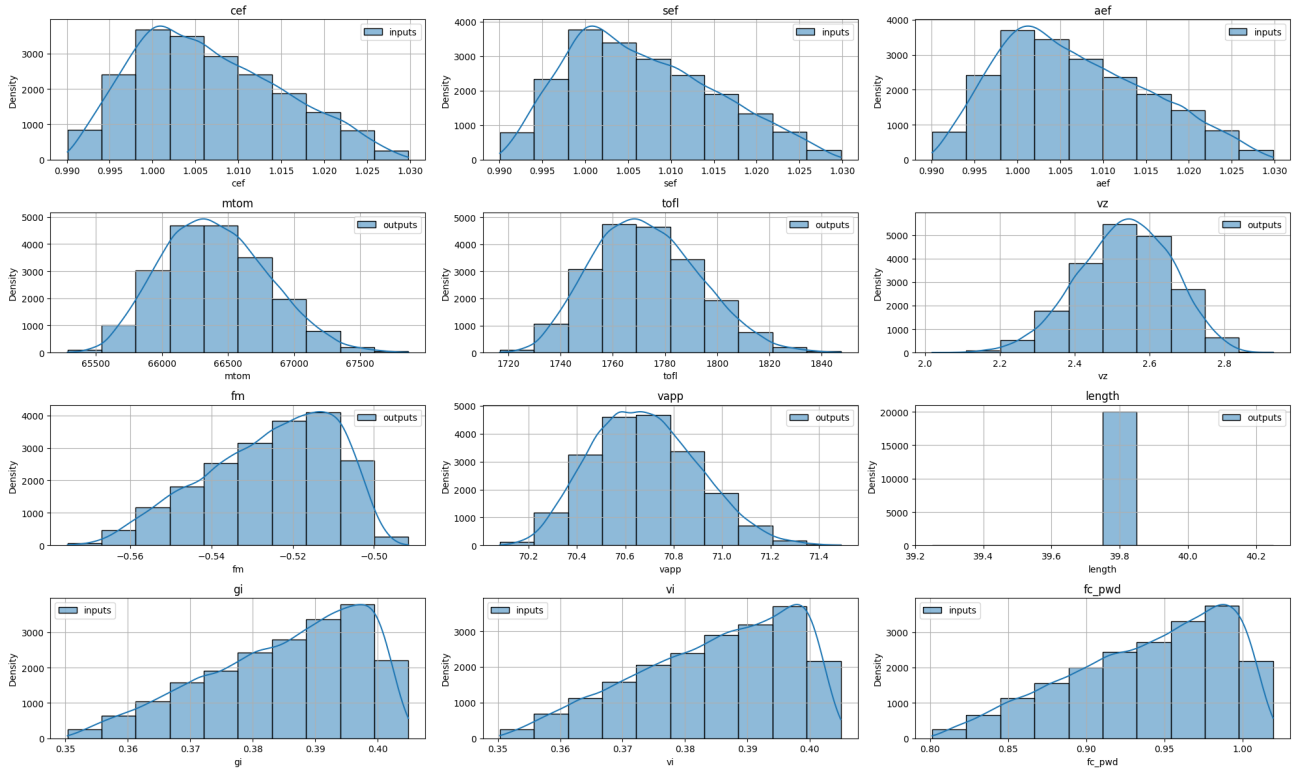 cef
inputs
Density
3000
2000
1000
0
0.990 0.995 1.000 1.005 1.010 1.015 1.020 1.025 1.030
cef
sef
inputs
Density
4000
3000
2000
1000
0
0.990 0.995 1.000 1.005 1.010 1.015 1.020 1.025 1.030
sef
aef
inputs
Density
4000
3000
2000
1000
0
0.990 0.995 1.000 1.005 1.010 1.015 1.020 1.025 1.030
aef
mtom
outputs
Density
5000
4000
3000
2000
1000
0
65500 66000 66500 67000 67500
mtom
tofl
outputs
Density
5000
4000
3000
2000
1000
0
1720 1740 1760 1780 1800 1820 1840
tofl
vz
outputs
Density
5000
4000
3000
2000
1000
0
2.0 2.2 2.4 2.6 2.8
vz
fm
outputs
Density
4000
3000
2000
1000
0
−0.56 −0.54 −0.52 −0.50
fm
vapp
outputs
Density
5000
4000
3000
2000
1000
0
70.2 70.4 70.6 70.8 71.0 71.2 71.4
vapp
length
outputs
Density
20000
15000
10000
5000
0
39.2 39.4 39.6 39.8 40.0 40.2
length
gi
inputs
Density
3000
2000
1000
0
0.35 0.36 0.37 0.38 0.39 0.40
gi
vi
inputs
Density
3000
2000
1000
0
0.35 0.36 0.37 0.38 0.39 0.40
vi
fc_pwd
inputs
Density
3000
2000
1000
0
0.80 0.85 0.90 0.95 1.00
fc_pwd